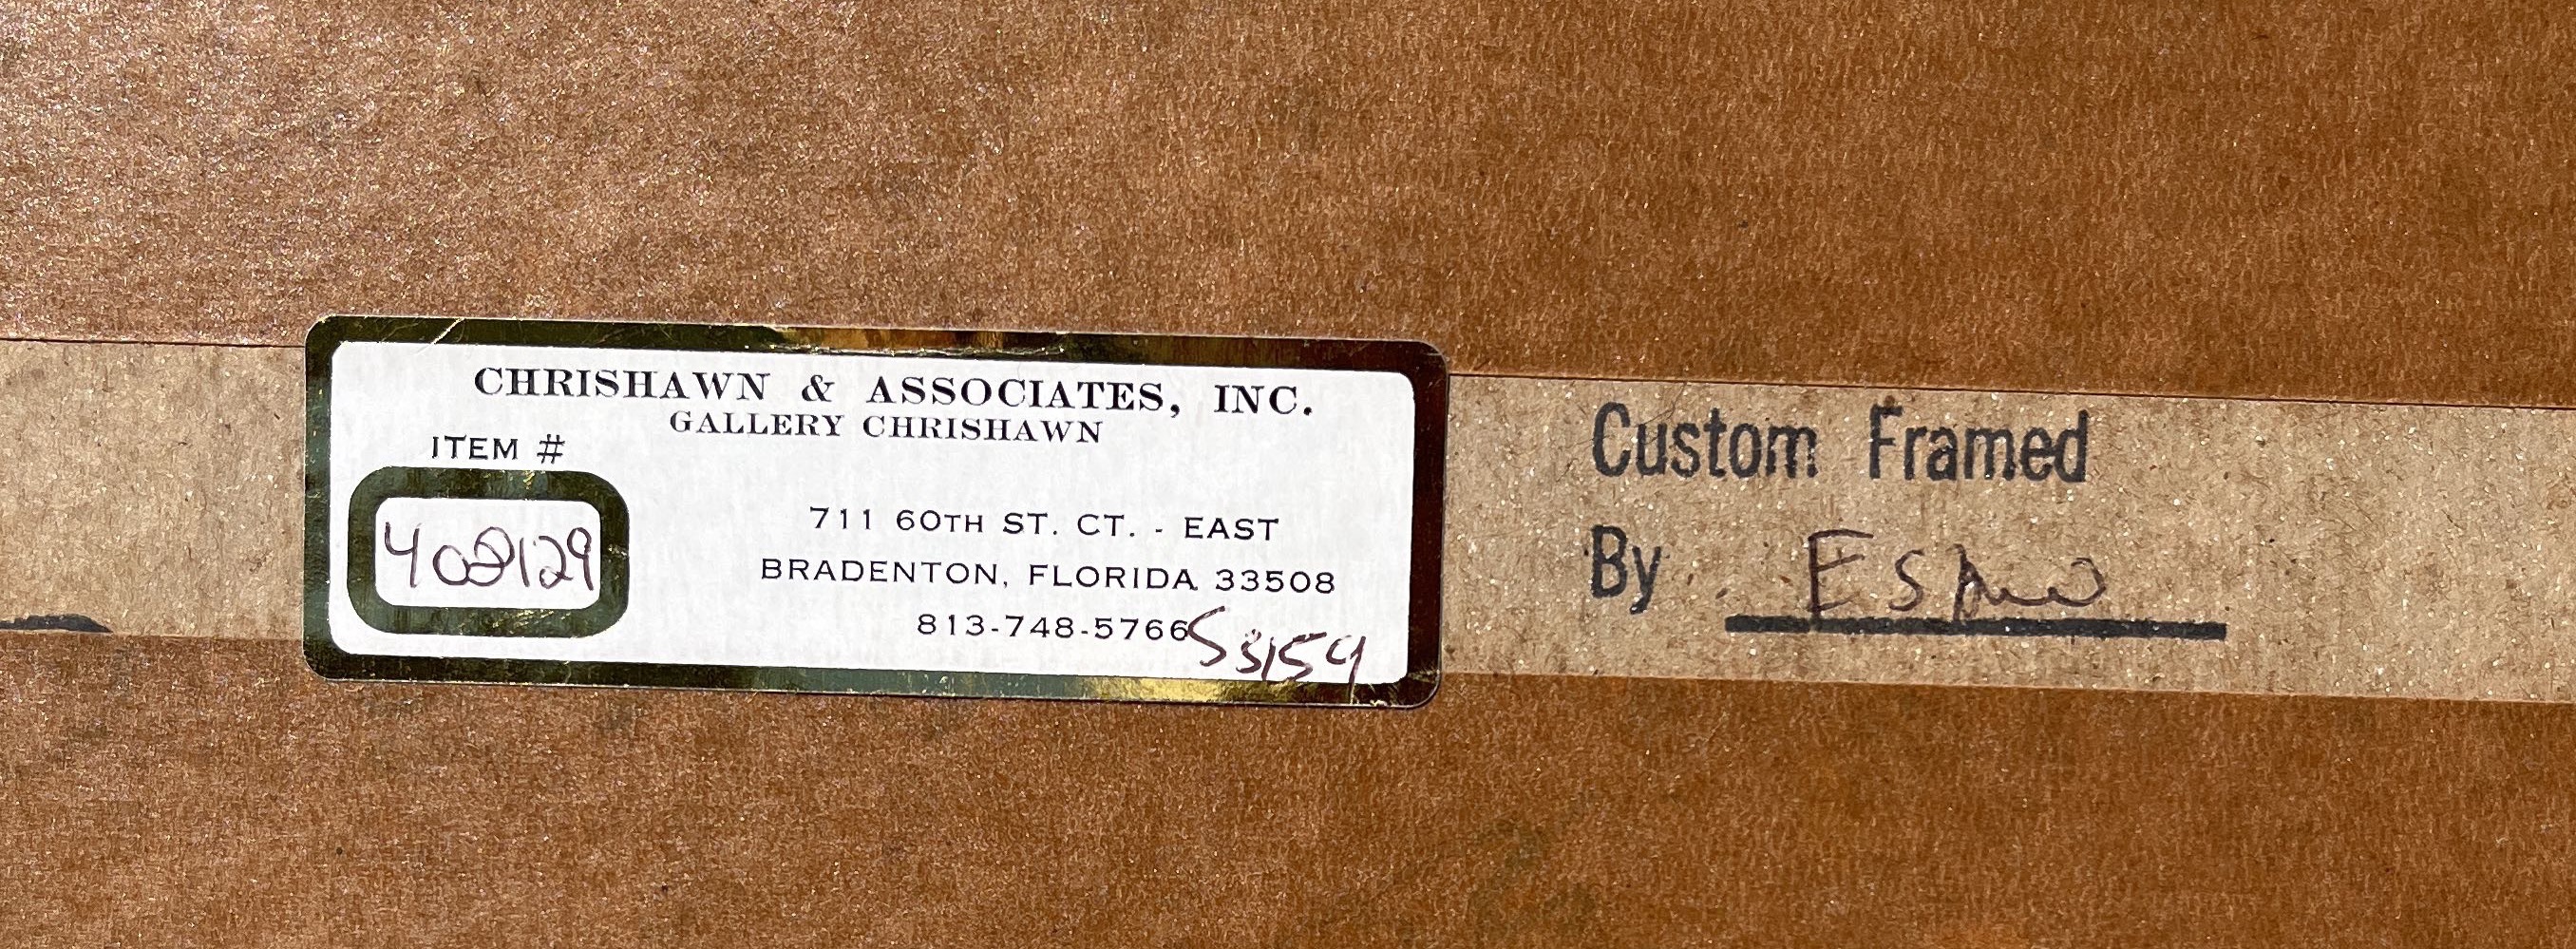 CHRISHAWN & ASSOCIATES, INC.
GALLERY CHRISHAWN
ITEM #
408129
711 60TH ST. CT. - EAST
BRADENTON, FLORIDA 33508
813-748-5766
Custom Framed
By